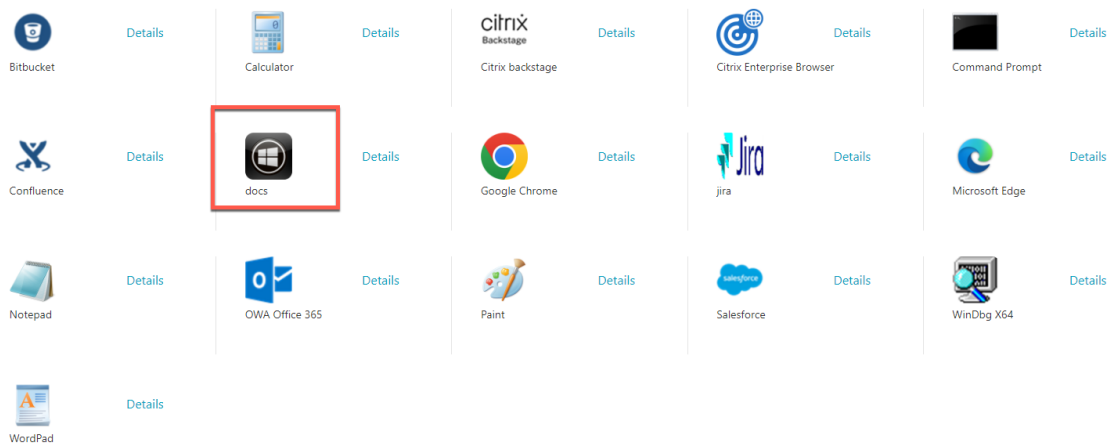 citrix
Backstage
Details Details Details Details Details
Bitbucket Calculator Citrix backstage Citrix Enterprise Browser Command Prompt
Jira
Details Details Details Details Details
Confluence docs Google Chrome jira Microsoft Edge
o
salesforce
Details Details Details Details Details
Notepad OWA Office 365 Paint Salesforce WinDbg X64
A
Details
WordPad